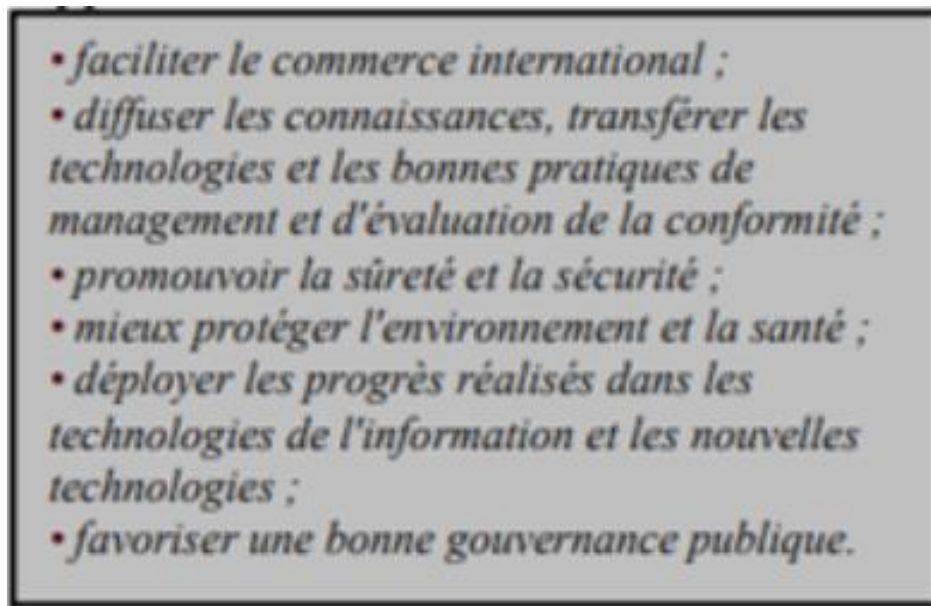 • faciliter le commerce international ;
• diffuser les connaissances, transférer les
technologies et les bonnes pratiques de
management et d'évaluation de la conformité ;
• promouvoir la sûreté et la sécurité ;
• mieux protéger l'environnement et la santé ;
• déployer les progrès réalisés dans les
technologies de l'information et les nouvelles
technologies ;
• favoriser une bonne gouvernance publique.